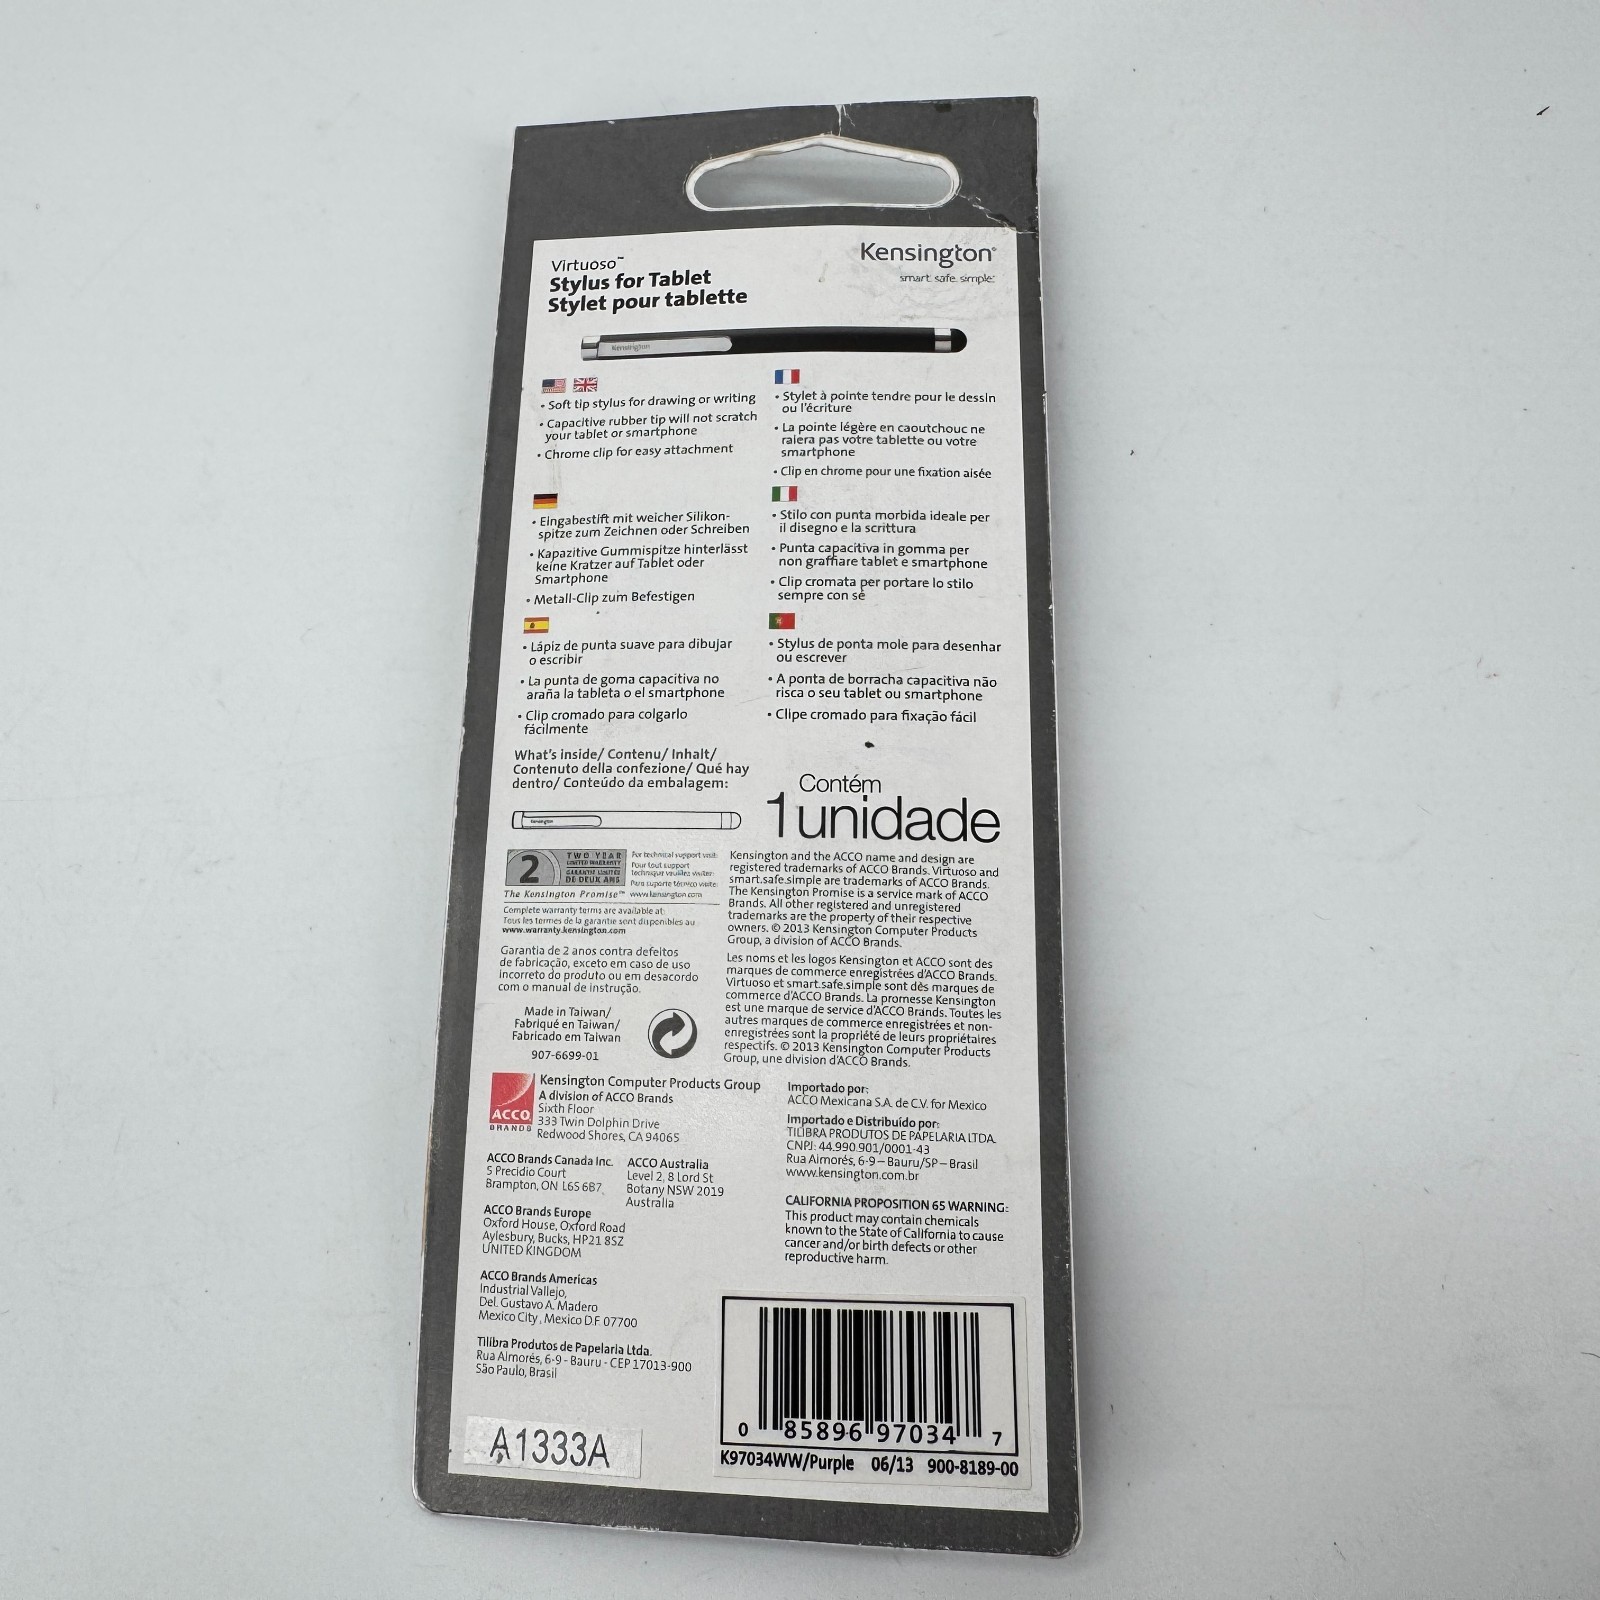 Virtuoso™
Stylus for Tablet
Stylet pour tablette
Kensington®
smart. safe. simple.™
Kensington
• Soft tip stylus for drawing or writing
• Capacitive rubber tip will not scratch
your tablet or smartphone
• Chrome clip for easy attachment
• Stylet à pointe tendre pour le dessin
ou l'écriture
• La pointe légère en caoutchouc ne
raiera pas votre tablette ou votre
smartphone
• Clip en chrome pour une fixation aisée
• Eingabestift mit weicher Silikon-
spitze zum Zeichnen oder Schreiben
• Kapazitive Gummispitze hinterlässt
keine Kratzer auf Tablet oder
Smartphone
• Metall-Clip zum Befestigen
• Stilo con punta morbida ideale per
il disegno e la scrittura
• Punta capacitiva in gomma per
non graffiare tablet e smartphone
• Clip cromata per portare lo stilo
sempre con sé
• Lápiz de punta suave para dibujar
o escribir
• La punta de goma capacitiva no
araña la tableta o el smartphone
• Clip cromado para colgarlo
fácilmente
• Stylus de ponta mole para desenhar
ou escrever
• A ponta de borracha capacitiva não
risca o seu tablet ou smartphone
• Clipe cromado para fixação fácil
What's inside/ Contenu/ Inhalt/
Contenuto della confezione/ Qué hay
dentro/ Conteúdo da embalagem:
Kensington
Contém
1unidade
2
TWO YEAR
LIMITED WARRANTY
GARANTIE LIMITÉE
DE DEUX ANS
The Kensington Promise™
For technical support visit:
Pour tout support
technique veuillez visiter:
Para suporte técnico visite:
www.kensington.com
Complete warranty terms are available at:
Tous les termes de la garantie sont disponibles au
www.warranty.kensington.com
Garantia de 2 anos contra defeitos
de fabricação, exceto em caso de uso
incorreto do produto ou em desacordo
com o manual de instrução.
Made in Taiwan/
Fabriqué en Taiwan/
Fabricado em Taiwan
907-6699-01
Kensington and the ACCO name and design are
registered trademarks of ACCO Brands. Virtuoso and
smart.safe.simple are trademarks of ACCO Brands.
The Kensington Promise is a service mark of ACCO
Brands. All other registered and unregistered
trademarks are the property of their respective
owners. © 2013 Kensington Computer Products
Group, a division of ACCO Brands.
Les noms et les logos Kensington et ACCO sont des
marques de commerce enregistrées d'ACCO Brands.
Virtuoso et smart.safe.simple sont des marques de
commerce d'ACCO Brands. La promesse Kensington
est une marque de service d'ACCO Brands. Toutes les
autres marques de commerce enregistrées et non-
enregistrées sont la propriété de leurs propriétaires
respectifs. © 2013 Kensington Computer Products
Group, une division d'ACCO Brands.
ACCO
BRANDS
Kensington Computer Products Group
A division of ACCO Brands
Sixth Floor
333 Twin Dolphin Drive
Redwood Shores, CA 94065
ACCO Brands Canada Inc.
5 Precidio Court
Brampton, ON L6S 6B7
ACCO Australia
Level 2, 8 Lord St
Botany NSW 2019
Australia
ACCO Brands Europe
Oxford House, Oxford Road
Aylesbury, Bucks, HP21 8SZ
UNITED KINGDOM
ACCO Brands Americas
Industrial Vallejo,
Del. Gustavo A. Madero
Mexico City, Mexico D.F. 07700
Tilibra Produtos de Papelaria Ltda.
Rua Aimorés, 6-9 - Bauru - CEP 17013-900
São Paulo, Brasil
Importado por:
ACCO Mexicana S.A. de C.V. for Mexico
Importado e Distribuído por:
TILIBRA PRODUTOS DE PAPELARIA LTDA.
CNPJ: 44.990.901/0001-43
Rua Aimorés, 6-9 – Bauru/SP – Brasil
www.kensington.com.br
CALIFORNIA PROPOSITION 65 WARNING:
This product may contain chemicals
known to the State of California to cause
cancer and/or birth defects or other
reproductive harm.
A1333A
0 85896 97034 7
K97034WW/Purple 06/13 900-8189-00